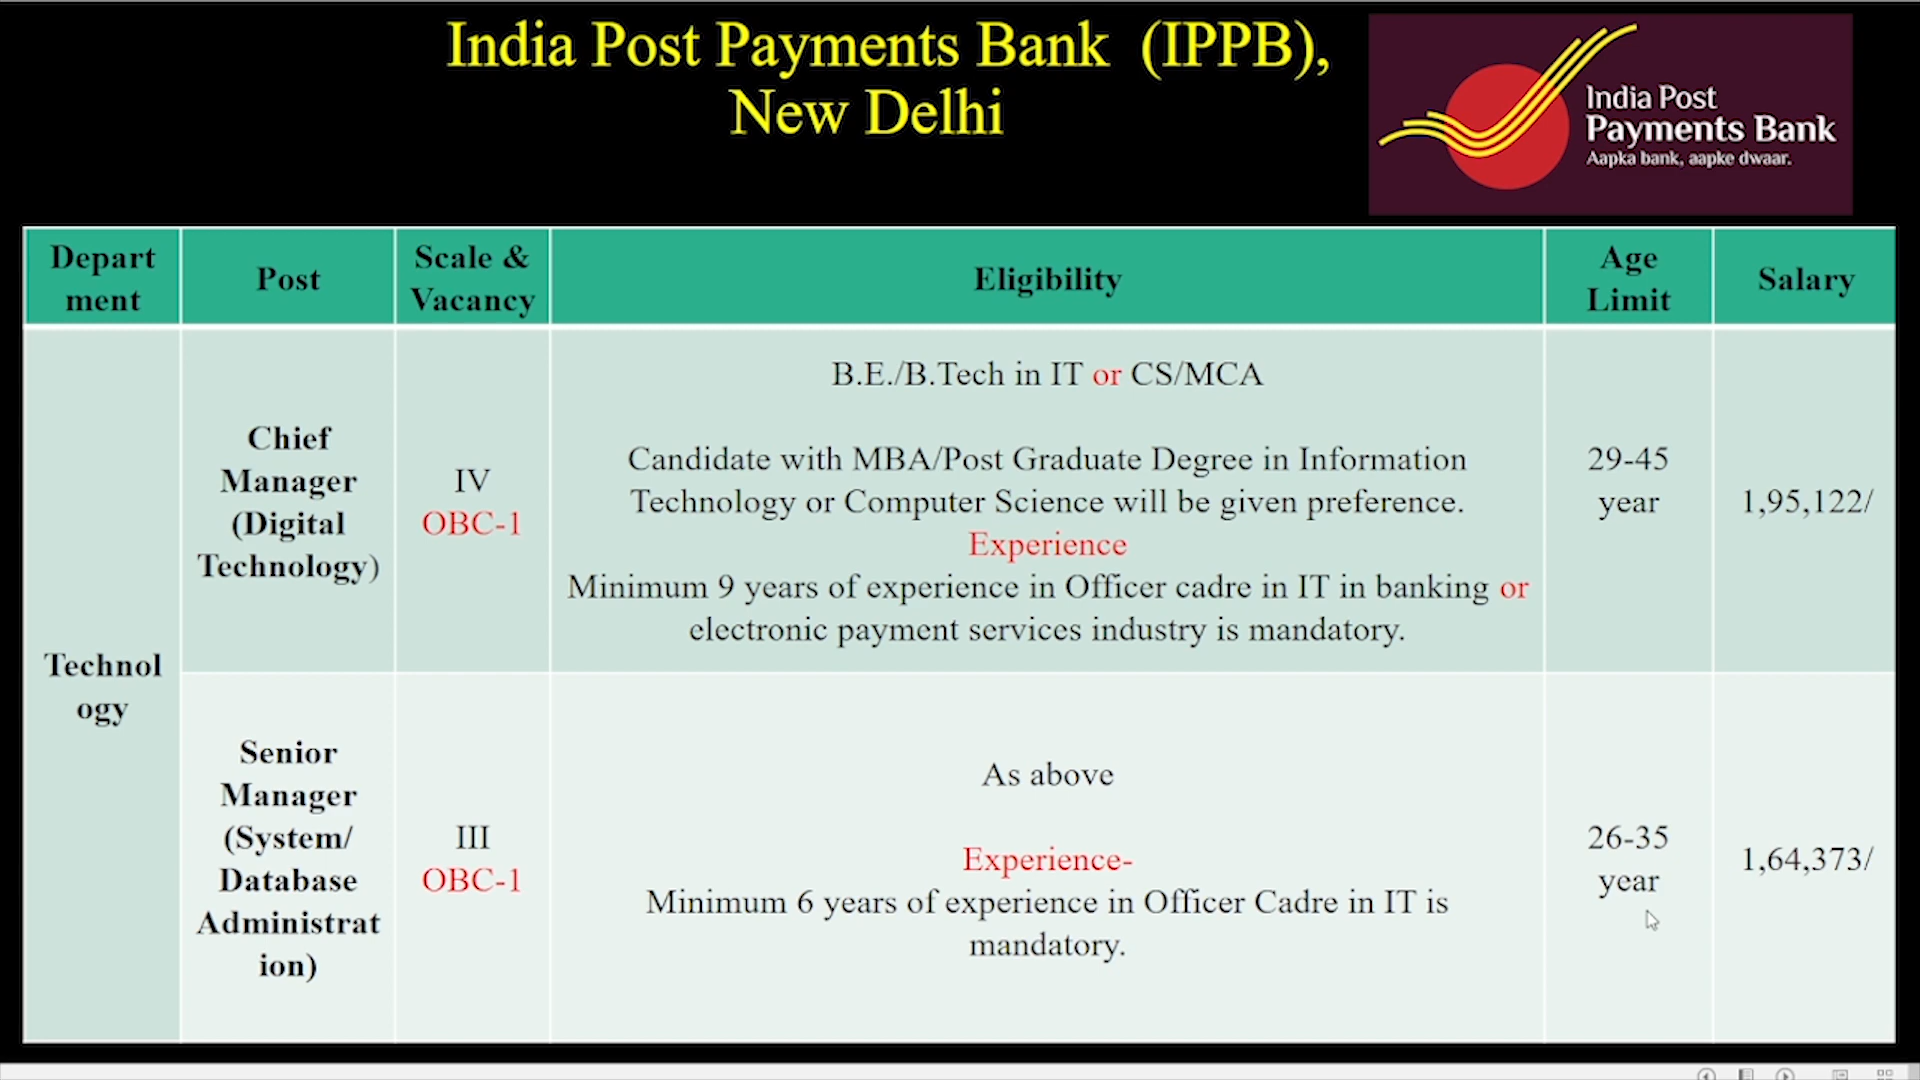 India Post Payments Bank (IPPB),
New Delhi
India Post
Payments Bank
Aapka bank, aapke dwaar.
Depart
ment
Post
Scale &
Vacancy
Eligibility
Age
Limit
Salary
Technol
ogy
Chief
Manager
(Digital
Technology)
IV
OBC-1
B.E./B.Tech in IT or CS/MCA
Candidate with MBA/Post Graduate Degree in Information
Technology or Computer Science will be given preference.
Experience
Minimum 9 years of experience in Officer cadre in IT in banking or
electronic payment services industry is mandatory.
29-45
year
1,95,122/
Senior
Manager
(System/
Database
Administrat
ion)
III
OBC-1
As above
Experience-
Minimum 6 years of experience in Officer Cadre in IT is
mandatory.
26-35
year
1,64,373/